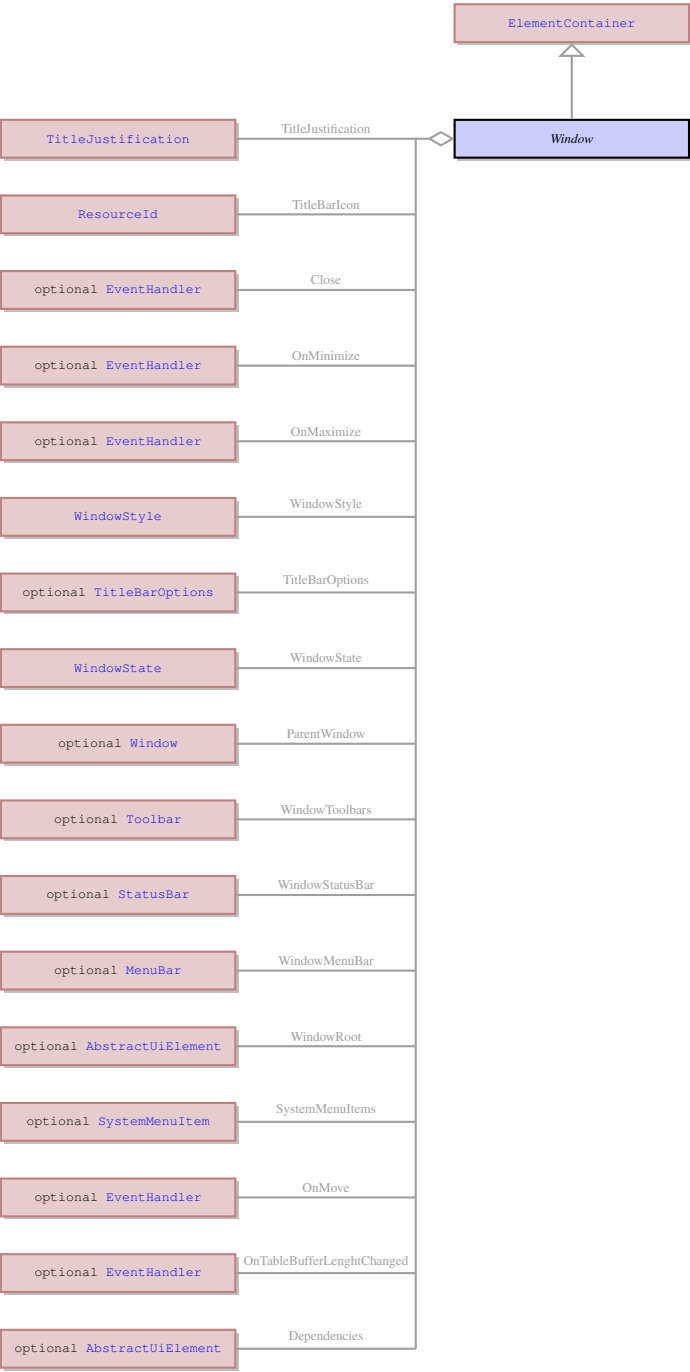 ElementContainer
TitleJustification
TitleJustification
Window
ResourceId
TitleBarIcon
optional EventHandler
Close
optional EventHandler
OnMinimize
optional EventHandler
OnMaximize
WindowStyle
WindowStyle
optional TitleBarOptions
TitleBarOptions
WindowState
WindowState
optional Window
ParentWindow
optional Toolbar
WindowToolbars
optional StatusBar
WindowStatusBar
optional MenuBar
WindowMenuBar
optional AbstractUiElement
WindowRoot
optional SystemMenuItem
SystemMenuItems
optional EventHandler
OnMove
optional EventHandler
OnTableBufferLenghtChanged
optional AbstractUiElement
Dependencies